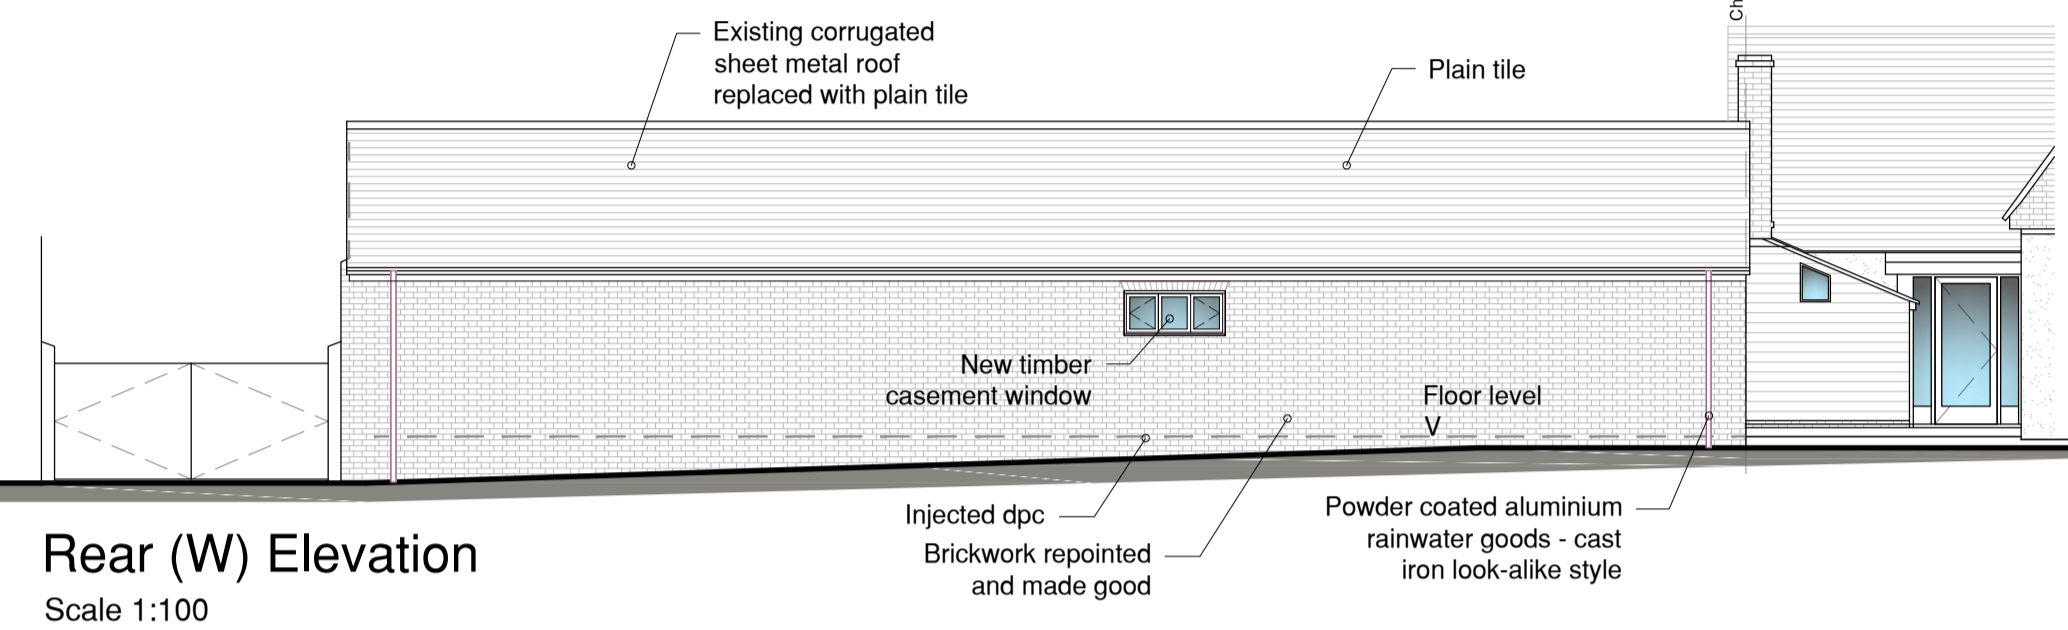 Ch
Existing corrugated
sheet metal roof
replaced with plain tile
Plain tile
New timber
casement window
Floor level
V
Injected dpc
Brickwork repointed
and made good
Powder coated aluminium
rainwater goods - cast
iron look-alike style
Rear (W) Elevation
Scale 1:100